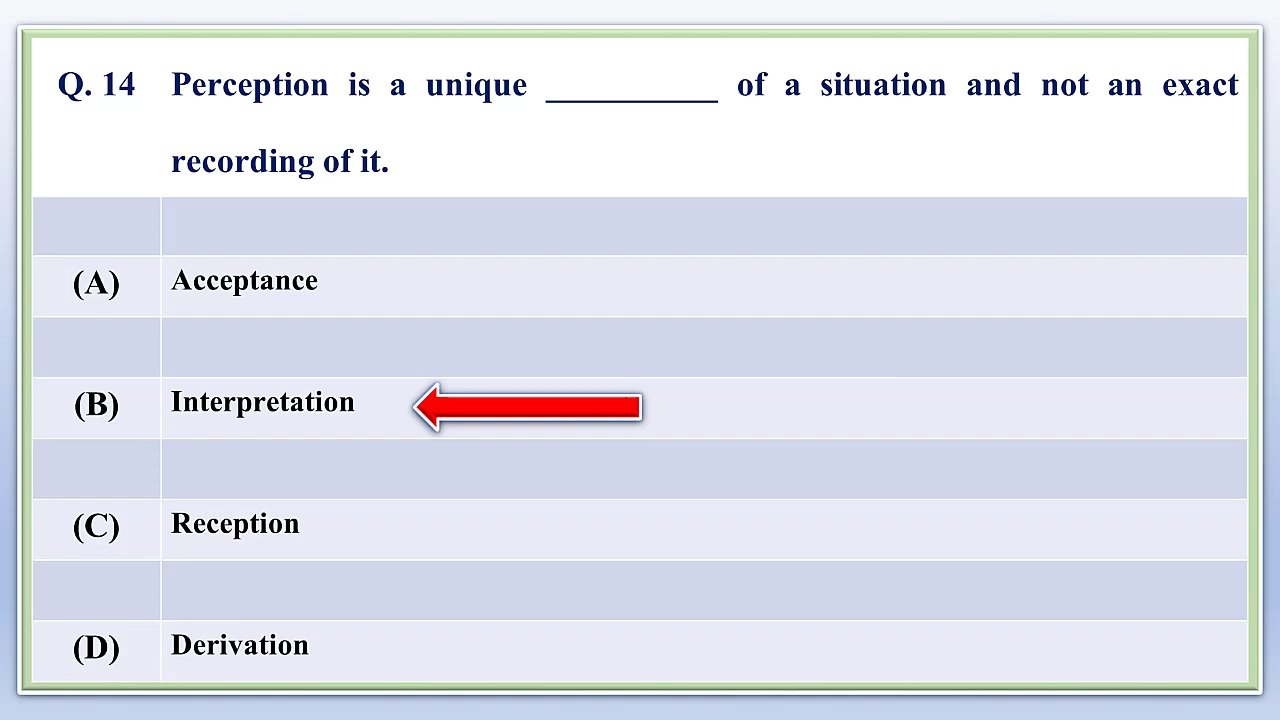 Q. 14 Perception is a unique __________ of a situation and not an exact
recording of it.
(A) Acceptance
(B) Interpretation
(C) Reception
(D) Derivation